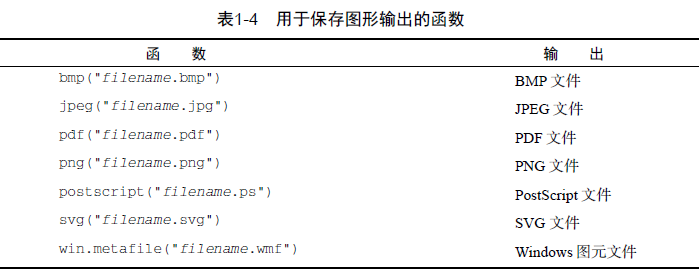 表1-4 用于保存图形输出的函数
函 数 输 出
bmp("filename.bmp") BMP 文件
jpeg("filename.jpg") JPEG 文件
pdf("filename.pdf") PDF 文件
png("filename.png") PNG 文件
postscript("filename.ps") PostScript 文件
svg("filename.svg") SVG 文件
win.metafile("filename.wmf") Windows 图元文件